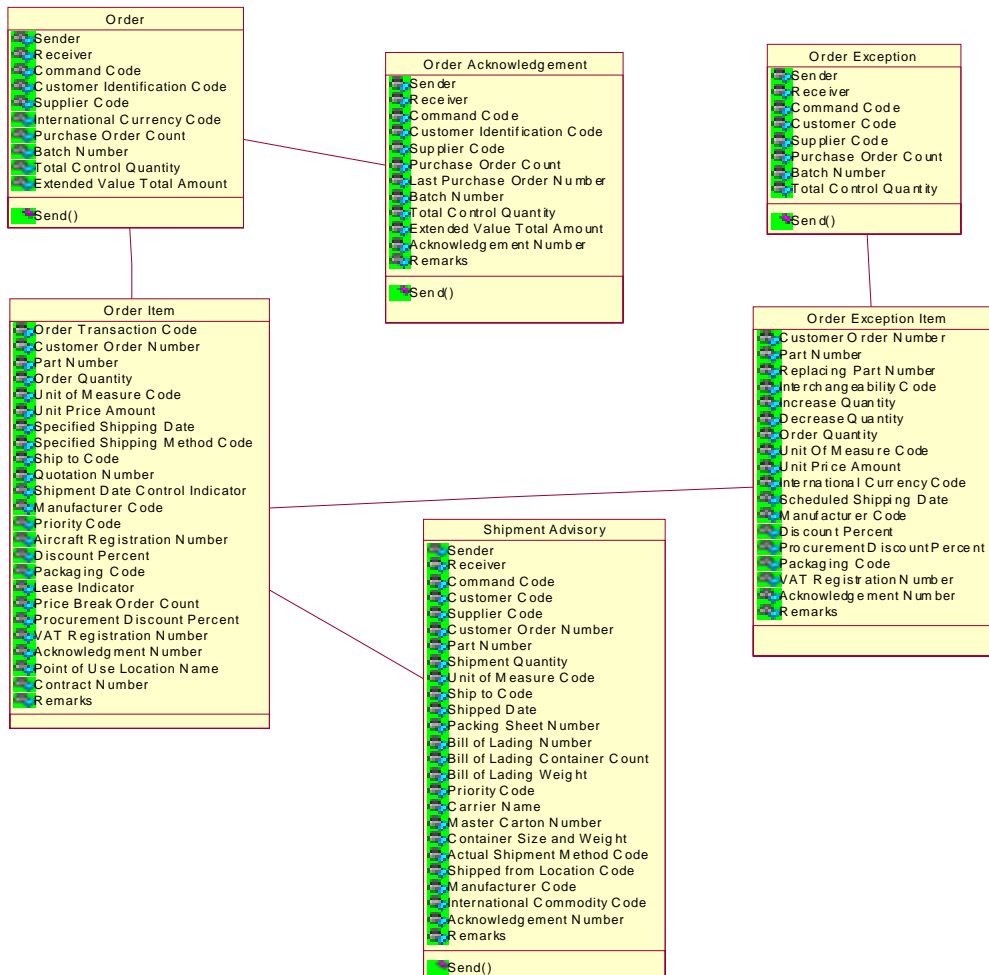 Order
Sender
Receiver
Command Code
Customer Identification Code
Supplier Code
International Currency Code
Purchase Order Count
Batch Number
Total Control Quantity
Extended Value Total Amount
Send()
Order Acknowledgement
Sender
Receiver
Command Code
Customer Identification Code
Supplier Code
Purchase Order Count
Last Purchase Order Number
Batch Number
Total Control Quantity
Extended Value Total Amount
Acknowledgement Number
Remarks
Send()
Order Exception
Sender
Receiver
Command Code
Customer Code
Supplier Code
Purchase Order Count
Batch Number
Total Control Quantity
Send()
Order Item
Order Transaction Code
Customer Order Number
Part Number
Order Quantity
Unit of Measure Code
Unit Price Amount
Specified Shipping Date
Specified Shipping Method Code
Ship to Code
Quotation Number
Shipment Date Control Indicator
Manufacturer Code
Priority Code
Aircraft Registration Number
Discount Percent
Packaging Code
Lease Indicator
Price Break Order Count
Procurement Discount Percent
VAT Registration Number
Acknowledgment Number
Point of Use Location Name
Contract Number
Remarks
Order Exception Item
Customer Order Number
Part Number
Replacing Part Number
Interchangeability Code
Increase Quantity
Decrease Quantity
Order Quantity
Unit Of Measure Code
Unit Price Amount
International Currency Code
Scheduled Shipping Date
Manufacturer Code
Discount Percent
Procurement Discount Percent
Packaging Code
VAT Registration Number
Acknowledgement Number
Remarks
Shipment Advisory
Sender
Receiver
Command Code
Customer Code
Supplier Code
Customer Order Number
Part Number
Shipment Quantity
Unit of Measure Code
Ship to Code
Shipped Date
Packing Sheet Number
Bill of Lading Number
Bill of Lading Container Count
Bill of Lading Weight
Priority Code
Carrier Name
Master Carton Number
Container Size and Weight
Actual Shipment Method Code
Shipped from Location Code
Manufacturer Code
International Commodity Code
Acknowledgement Number
Remarks
Send()